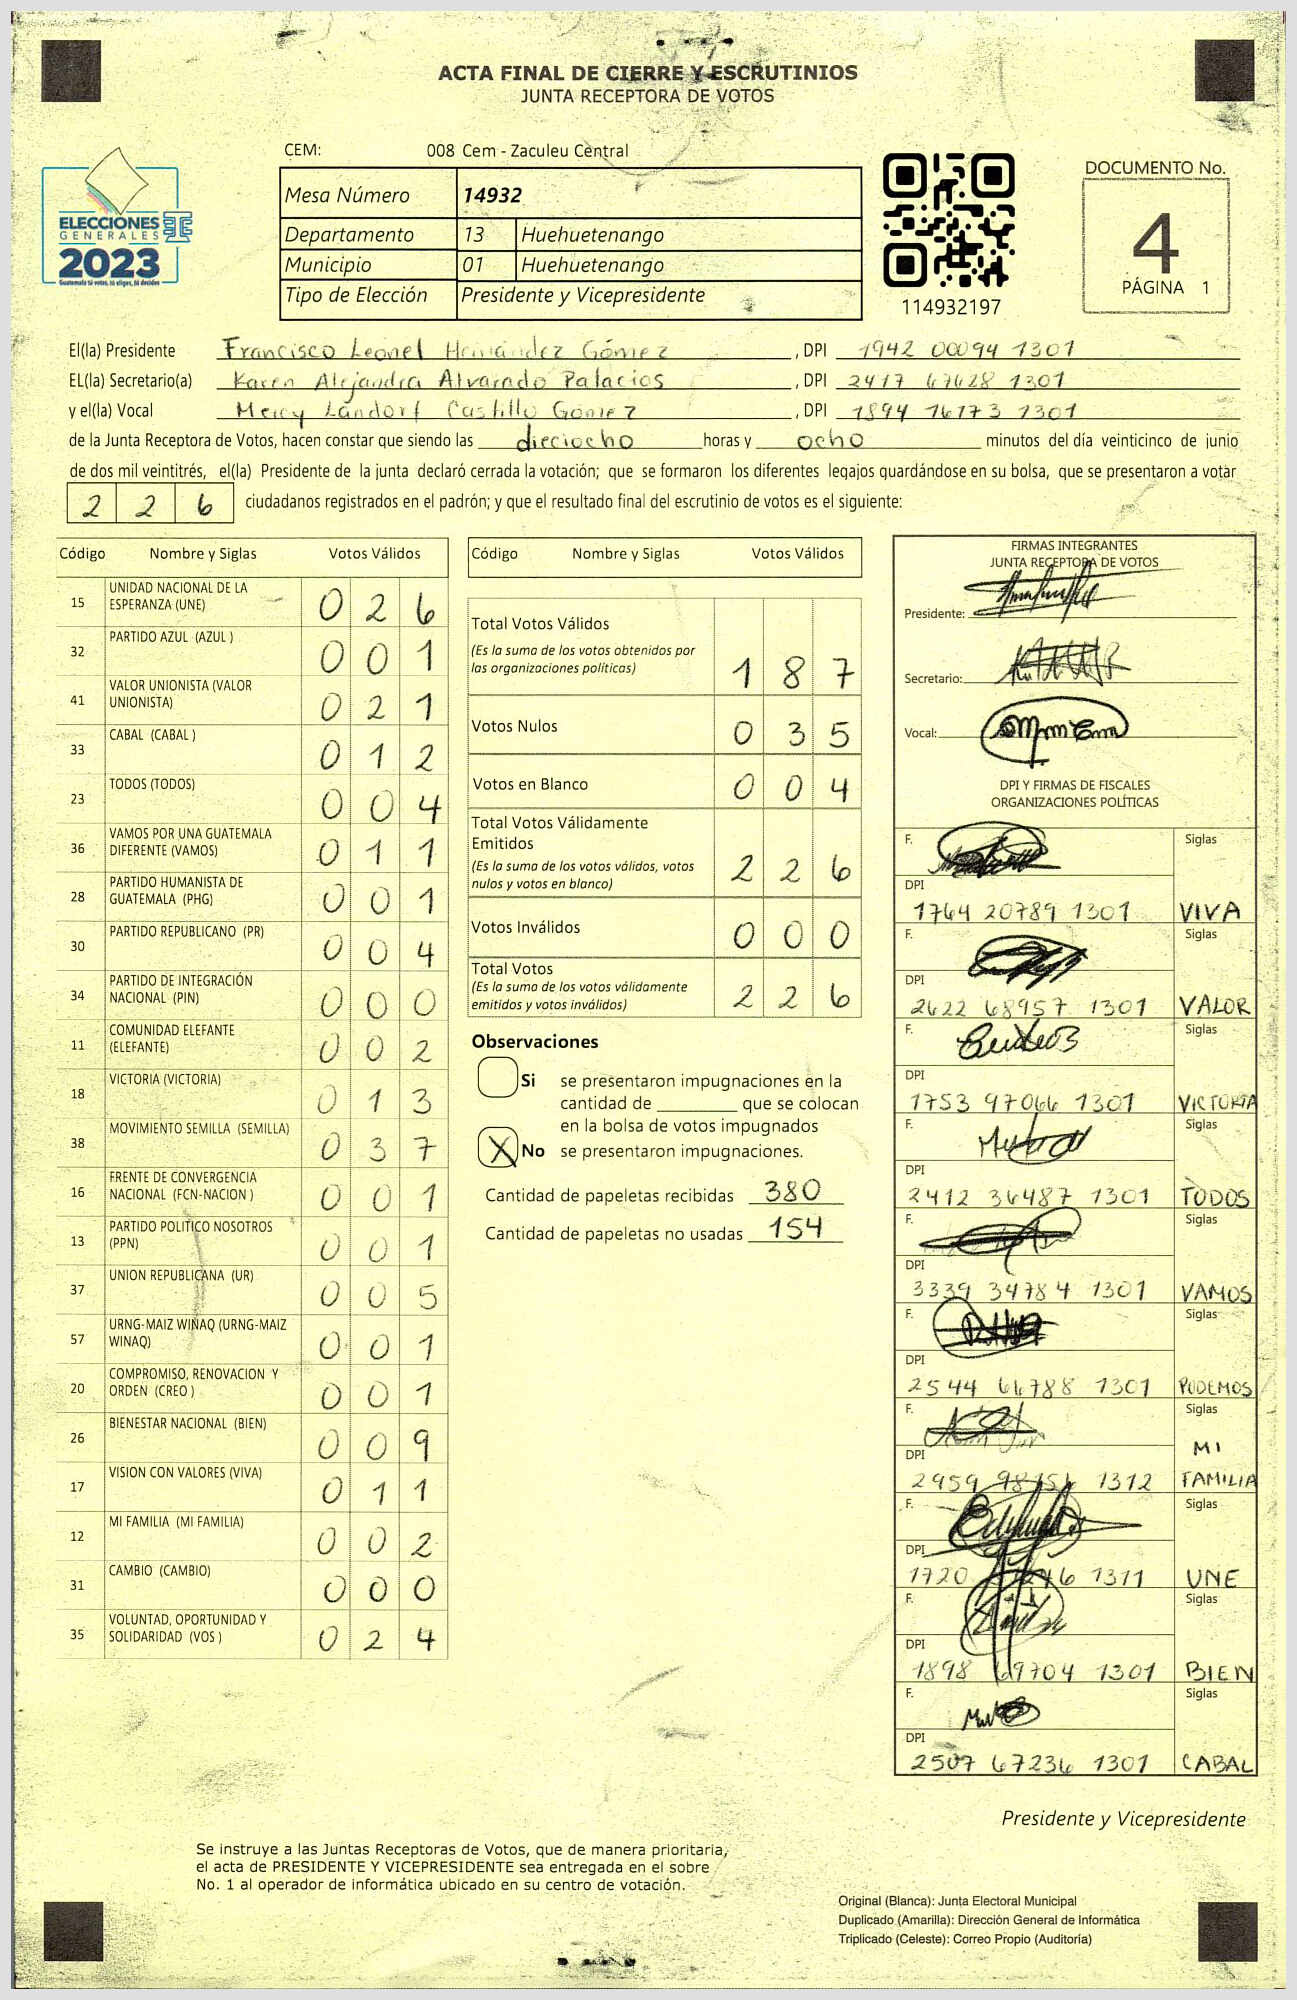 ACTA FINAL DE CIERRE Y ESCRUTINIOS
JUNTA RECEPTORA DE VOTOS
CEM: 008 Cem - Zaculeu Central
Mesa Número 14932
Departamento 13 Huehuetenango
Municipio 01 Huehuetenango
Tipo de Elección Presidente y Vicepresidente
ELECCIONES
GENERALES
2023
Guatemala tú votas, tú eliges, tú decides
114932197
DOCUMENTO No.
4
PÁGINA 1
El(la) Presidente Francisco Leonel Hernández Gómez , DPI 1942 00094 1301
EL(la) Secretario(a) Karen Alejandra Alvarado Palacios , DPI 2417 67628 1301
y el(la) Vocal Mercy Landorf Castillo Gómez , DPI 1894 16173 1301
de la Junta Receptora de Votos, hacen constar que siendo las dieciocho horas y ocho minutos del día veinticinco de junio
de dos mil veintitrés, el(la) Presidente de la junta declaró cerrada la votación; que se formaron los diferentes legajos quardándose en su bolsa, que se presentaron a votar
2 2 6 ciudadanos registrados en el padrón; y que el resultado final del escrutinio de votos es el siguiente:
Código Nombre y Siglas Votos Válidos
15 UNIDAD NACIONAL DE LA ESPERANZA (UNE) 0 2 6
32 PARTIDO AZUL (AZUL ) 0 0 1
41 VALOR UNIONISTA (VALOR UNIONISTA) 0 2 1
33 CABAL (CABAL ) 0 1 2
23 TODOS (TODOS) 0 0 4
36 VAMOS POR UNA GUATEMALA DIFERENTE (VAMOS) 0 1 1
28 PARTIDO HUMANISTA DE GUATEMALA (PHG) 0 0 1
30 PARTIDO REPUBLICANO (PR) 0 0 4
34 PARTIDO DE INTEGRACIÓN NACIONAL (PIN) 0 0 0
11 COMUNIDAD ELEFANTE (ELEFANTE) 0 0 2
18 VICTORIA (VICTORIA) 0 1 3
38 MOVIMIENTO SEMILLA (SEMILLA) 0 3 7
16 FRENTE DE CONVERGENCIA NACIONAL (FCN-NACION ) 0 0 1
13 PARTIDO POLITICO NOSOTROS (PPN) 0 0 1
37 UNION REPUBLICANA (UR) 0 0 5
57 URNG-MAIZ WINAQ (URNG-MAIZ WINAQ) 0 0 1
20 COMPROMISO, RENOVACION Y ORDEN (CREO ) 0 0 1
26 BIENESTAR NACIONAL (BIEN) 0 0 9
17 VISION CON VALORES (VIVA) 0 1 1
12 MI FAMILIA (MI FAMILIA) 0 0 2
31 CAMBIO (CAMBIO) 0 0 0
35 VOLUNTAD, OPORTUNIDAD Y SOLIDARIDAD (VOS ) 0 2 4
Código Nombre y Siglas Votos Válidos
Total Votos Válidos
(Es la suma de los votos obtenidos por
las organizaciones políticas) 1 8 7
Votos Nulos 0 3 5
Votos en Blanco 0 0 4
Total Votos Válidamente
Emitidos
(Es la suma de los votos válidos, votos
nulos y votos en blanco) 2 2 6
Votos Inválidos 0 0 0
Total Votos
(Es la suma de los votos válidamente
emitidos y votos inválidos) 2 2 6
Observaciones
Si se presentaron impugnaciones en la
cantidad de ________ que se colocan
en la bolsa de votos impugnados
X No se presentaron impugnaciones.
Cantidad de papeletas recibidas 380
Cantidad de papeletas no usadas 154
FIRMAS INTEGRANTES
JUNTA RECEPTORA DE VOTOS
Presidente:
Secretario:
Vocal:
DPI Y FIRMAS DE FISCALES
ORGANIZACIONES POLÍTICAS
F. Siglas
DPI
1764 20789 1301 VIVA
F. Siglas
DPI
2622 68957 1301 VALOR
F. Siglas
DPI
1753 97066 1301 VICTORIA
F. Siglas
DPI
2412 36487 1301 TODOS
F. Siglas
DPI
3339 34784 1301 VAMOS
F. Siglas
DPI
2544 66788 1301 PODEMOS
F. Siglas
DPI MI
2959 1312 FAMILIA
F. Siglas
DPI
1720 1311 UNE
F. Siglas
DPI
1898 69704 1301 BIEN
F. Siglas
DPI
2507 67236 1301 CABAL
Presidente y Vicepresidente
Se instruye a las Juntas Receptoras de Votos, que de manera prioritaria,
el acta de PRESIDENTE Y VICEPRESIDENTE sea entregada en el sobre
No. 1 al operador de informática ubicado en su centro de votación.
Original (Blanca): Junta Electoral Municipal
Duplicado (Amarilla): Dirección General de Informática
Triplicado (Celeste): Correo Propio (Auditoría)